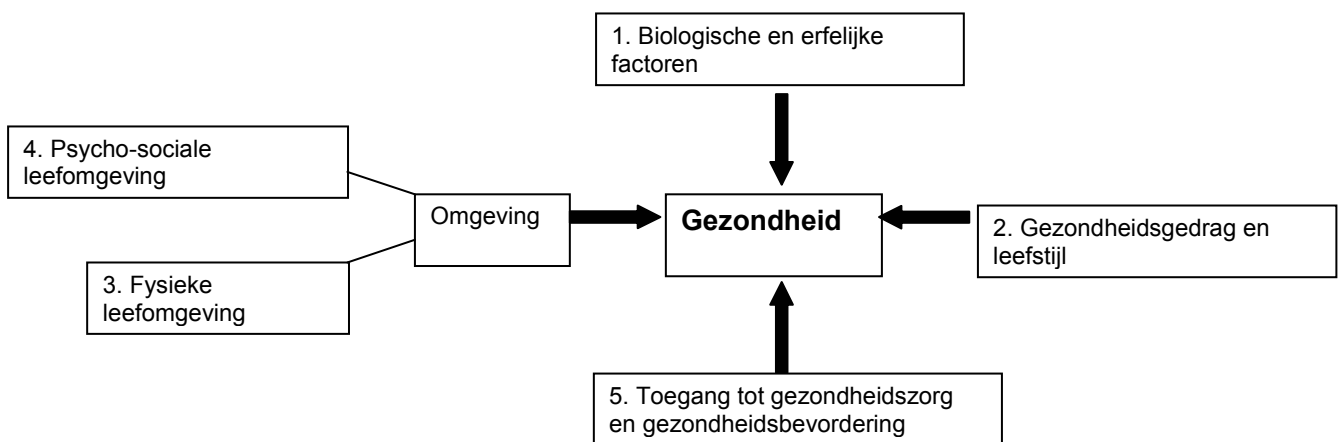 1. Biologische en erfelijke
factoren
4. Psycho-sociale
leefomgeving
Omgeving
Gezondheid
2. Gezondheidsgedrag en
leefstijl
3. Fysieke
leefomgeving
5. Toegang tot gezondheidszorg
en gezondheidsbevordering